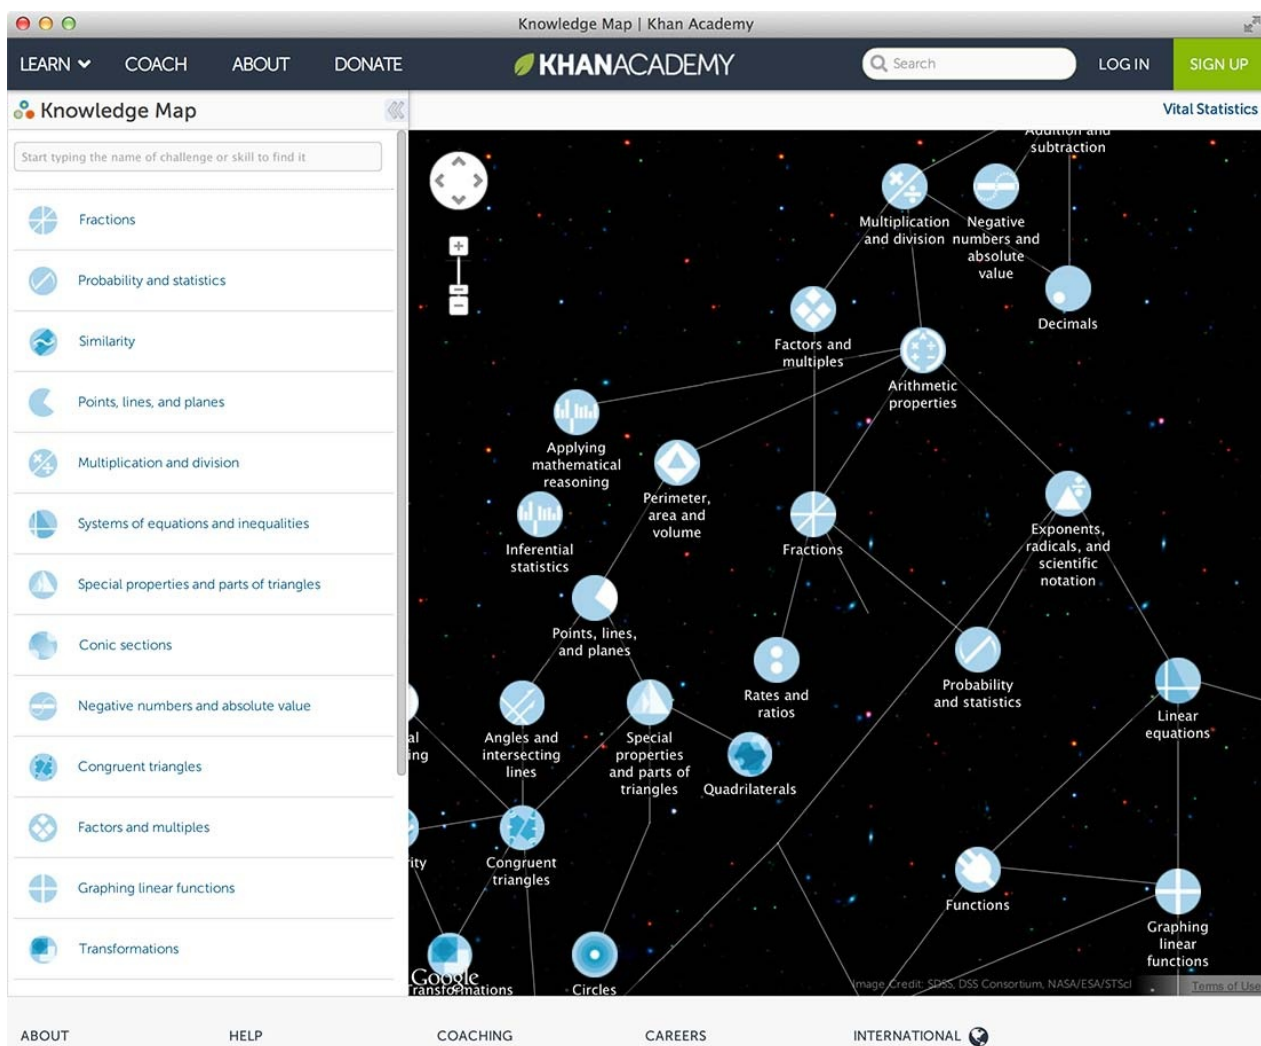 Knowledge Map | Khan Academy
LEARN
COACH
ABOUT
DONATE
KHANACADEMY
Search
LOG IN
SIGN UP
Knowledge Map
Vital Statistics
Start typing the name of challenge or skill to find it
Fractions
Probability and statistics
Similarity
Points, lines, and planes
Multiplication and division
Systems of equations and inequalities
Special properties and parts of triangles
Conic sections
Negative numbers and absolute value
Congruent triangles
Factors and multiples
Graphing linear functions
Transformations
Addition and
subtraction
Multiplication
and division
Negative
numbers and
absolute
value
Decimals
Factors and
multiples
Arithmetic
properties
Applying
mathematical
reasoning
Perimeter,
area and
volume
Inferential
statistics
Fractions
Exponents,
radicals, and
scientific
notation
Points, lines,
and planes
Rates and
ratios
Probability
and statistics
Linear
equations
al
ing
Angles and
intersecting
lines
Special
properties
and parts of
triangles
Quadrilaterals
rity
Congruent
triangles
Functions
Graphing
linear
functions
Google
Transformations
Circles
Image Credit: SDSS, DSS Consortium, NASA/ESA/STScI
Terms of Use
ABOUT
HELP
COACHING
CAREERS
INTERNATIONAL